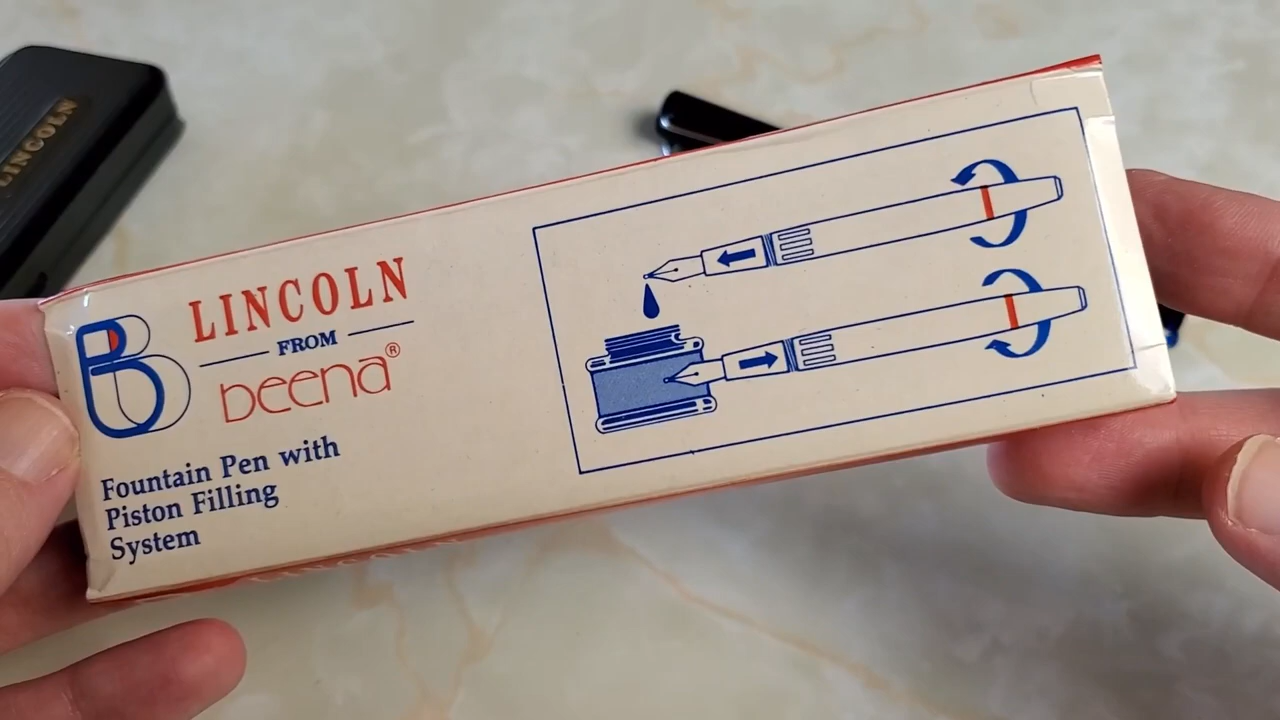 LINCOLN
B LINCOLN
FROM
beena®
Fountain Pen with
Piston Filling
System